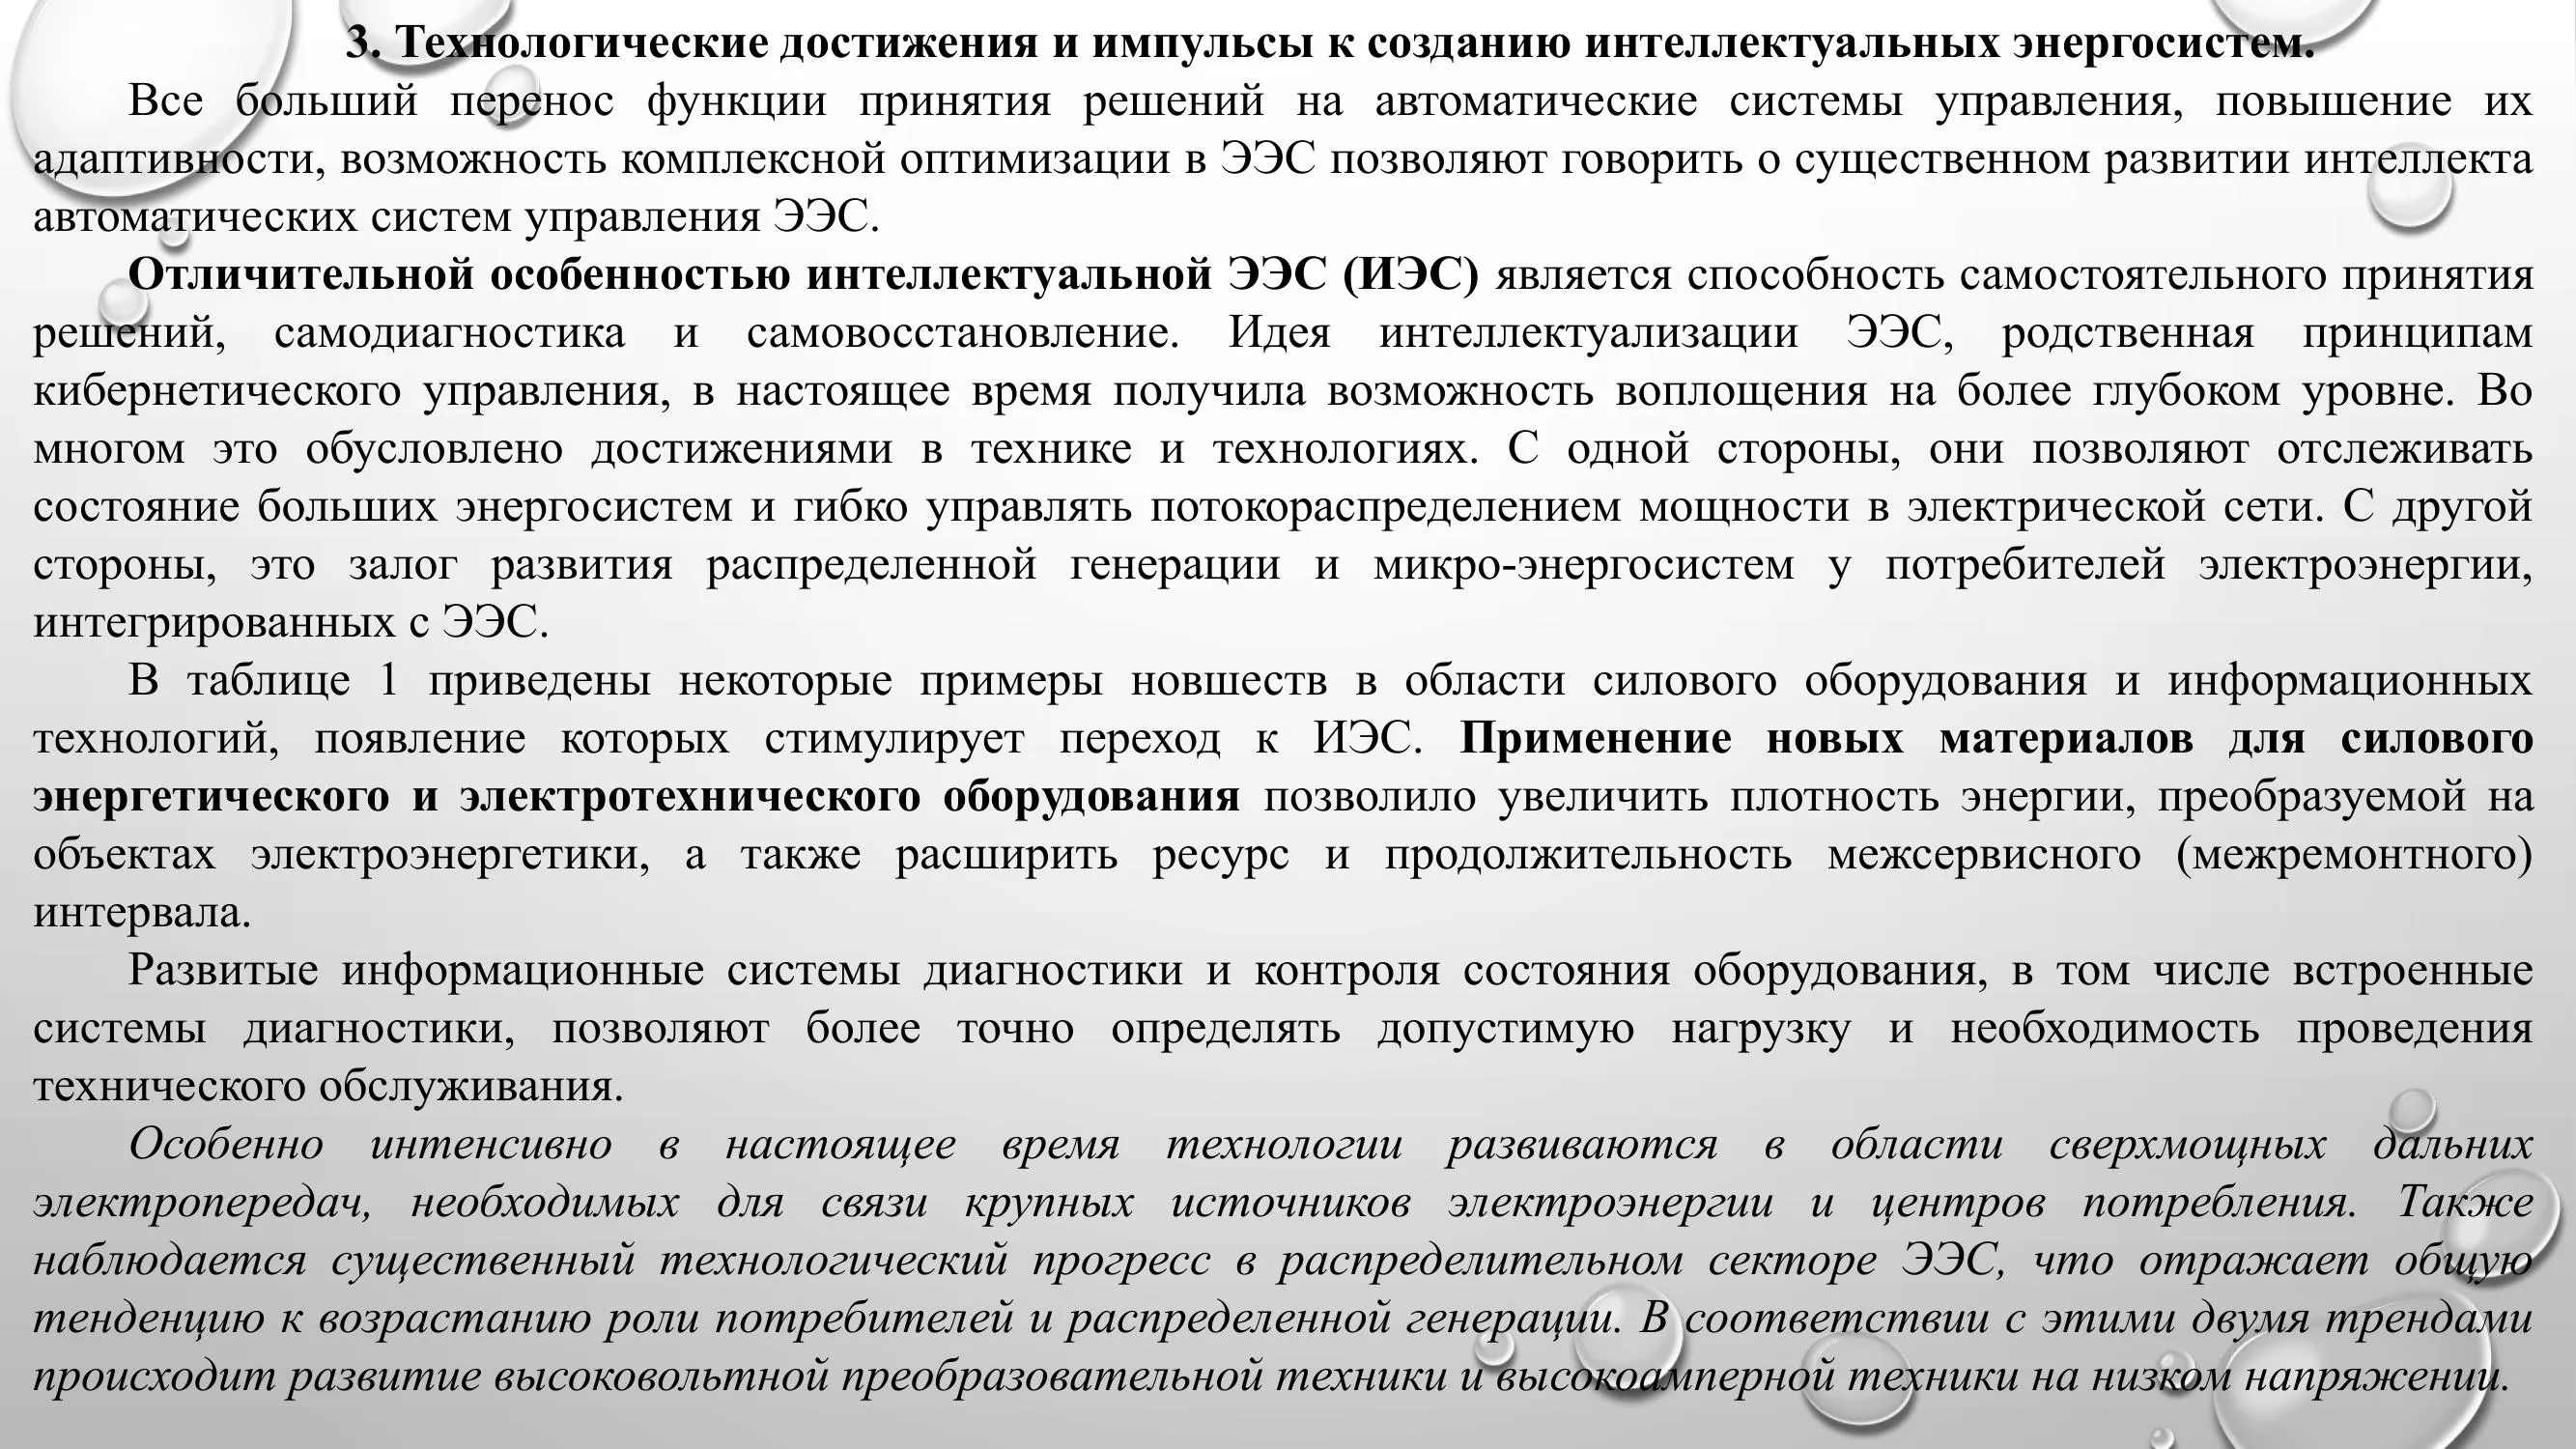 3. Технологические достижения и импульсы к созданию интеллектуальных энергосистем.
Все больший перенос функции принятия решений на автоматические системы управления, повышение их
адаптивности, возможность комплексной оптимизации в ЭЭС позволяют говорить о существенном развитии интеллекта
автоматических систем управления ЭЭС.
Отличительной особенностью интеллектуальной ЭЭС (ИЭС) является способность самостоятельного принятия
решений, самодиагностика и самовосстановление. Идея интеллектуализации ЭЭС, родственная принципам
кибернетического управления, в настоящее время получила возможность воплощения на более глубоком уровне. Во
многом это обусловлено достижениями в технике и технологиях. С одной стороны, они позволяют отслеживать
состояние больших энергосистем и гибко управлять потокораспределением мощности в электрической сети. С другой
стороны, это залог развития распределенной генерации и микро-энергосистем у потребителей электроэнергии,
интегрированных с ЭЭС.
В таблице 1 приведены некоторые примеры новшеств в области силового оборудования и информационных
технологий, появление которых стимулирует переход к ИЭС. Применение новых материалов для силового
энергетического и электротехнического оборудования позволило увеличить плотность энергии, преобразуемой на
объектах электроэнергетики, а также расширить ресурс и продолжительность межсервисного (межремонтного)
интервала.
Развитые информационные системы диагностики и контроля состояния оборудования, в том числе встроенные
системы диагностики, позволяют более точно определять допустимую нагрузку и необходимость проведения
технического обслуживания.
Особенно интенсивно в настоящее время технологии развиваются в области сверхмощных дальних
электропередач, необходимых для связи крупных источников электроэнергии и центров потребления. Также
наблюдается существенный технологический прогресс в распределительном секторе ЭЭС, что отражает общую
тенденцию к возрастанию роли потребителей и распределенной генерации. В соответствии с этими двумя трендами
происходит развитие высоковольтной преобразовательной техники и высокоамперной техники на низком напряжении.